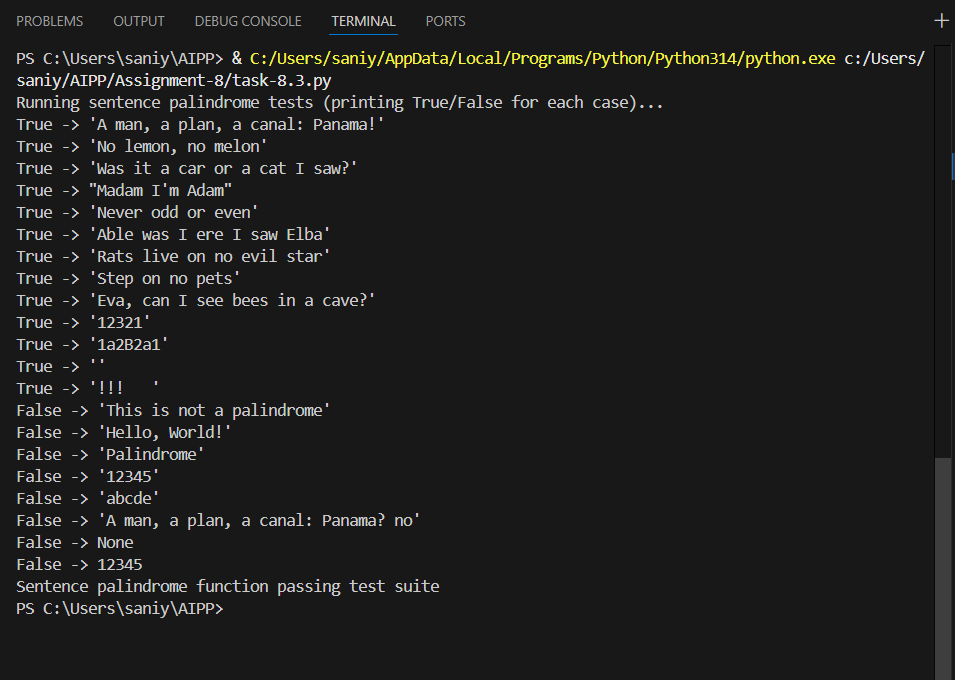 PROBLEMS OUTPUT DEBUG CONSOLE TERMINAL PORTS
PS C:\Users\saniy\AIPP> & C:/Users/saniy/AppData/Local/Programs/Python/Python314/python.exe c:/Users/
saniy/AIPP/Assignment-8/task-8.3.py
Running sentence palindrome tests (printing True/False for each case)...
True -> 'A man, a plan, a canal: Panama!'
True -> 'No lemon, no melon'
True -> 'Was it a car or a cat I saw?'
True -> "Madam I'm Adam"
True -> 'Never odd or even'
True -> 'Able was I ere I saw Elba'
True -> 'Rats live on no evil star'
True -> 'Step on no pets'
True -> 'Eva, can I see bees in a cave?'
True -> '12321'
True -> '1a2B2a1'
True -> ''
True -> '!!!   '
False -> 'This is not a palindrome'
False -> 'Hello, World!'
False -> 'Palindrome'
False -> '12345'
False -> 'abcde'
False -> 'A man, a plan, a canal: Panama? no'
False -> None
False -> 12345
Sentence palindrome function passing test suite
PS C:\Users\saniy\AIPP>